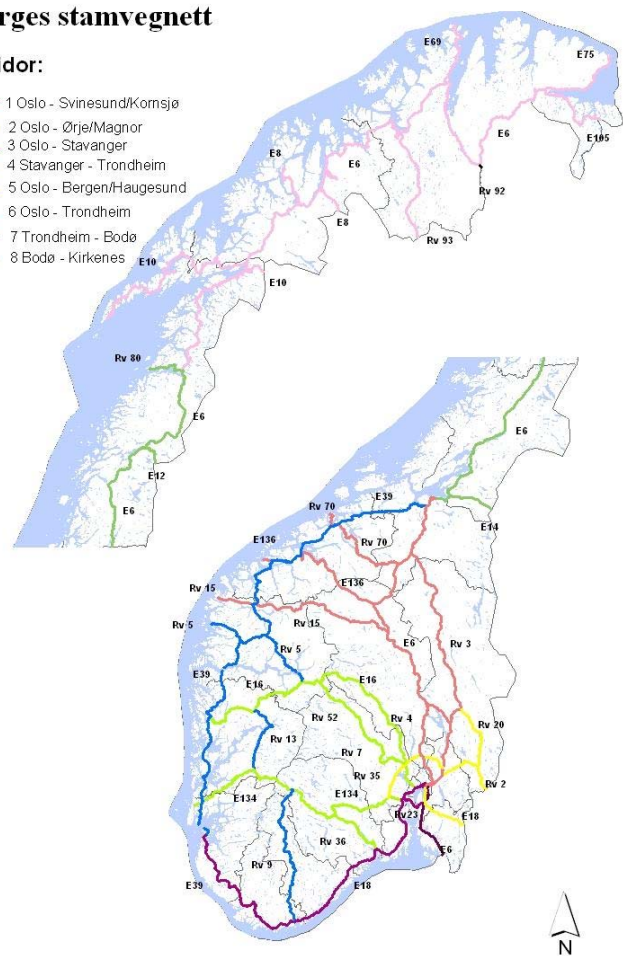 rges stamvegnett
idor:
1 Oslo - Svinesund/Kornsjø
2 Oslo - Ørje/Magnor
3 Oslo - Stavanger
4 Stavanger - Trondheim
5 Oslo - Bergen/Haugesund
6 Oslo - Trondheim
7 Trondheim - Bodø
8 Bodø - Kirkenes
E69
E75
E6
E105
E8
E6
Rv 92
E8
Rv 93
E10
E10
Rv 80
E6
E12
E6
E6
E39
Rv 70
E14
Rv 70
E136
E136
Rv 15
Rv 15
Rv 5
E6
Rv 3
Rv 5
E39
E16
E16
Rv 52
Rv 4
Rv 20
Rv 13
Rv 7
Rv 35
Rv 2
E134
E134
Rv23
E18
Rv 36
E6
Rv 9
E39
E18
N